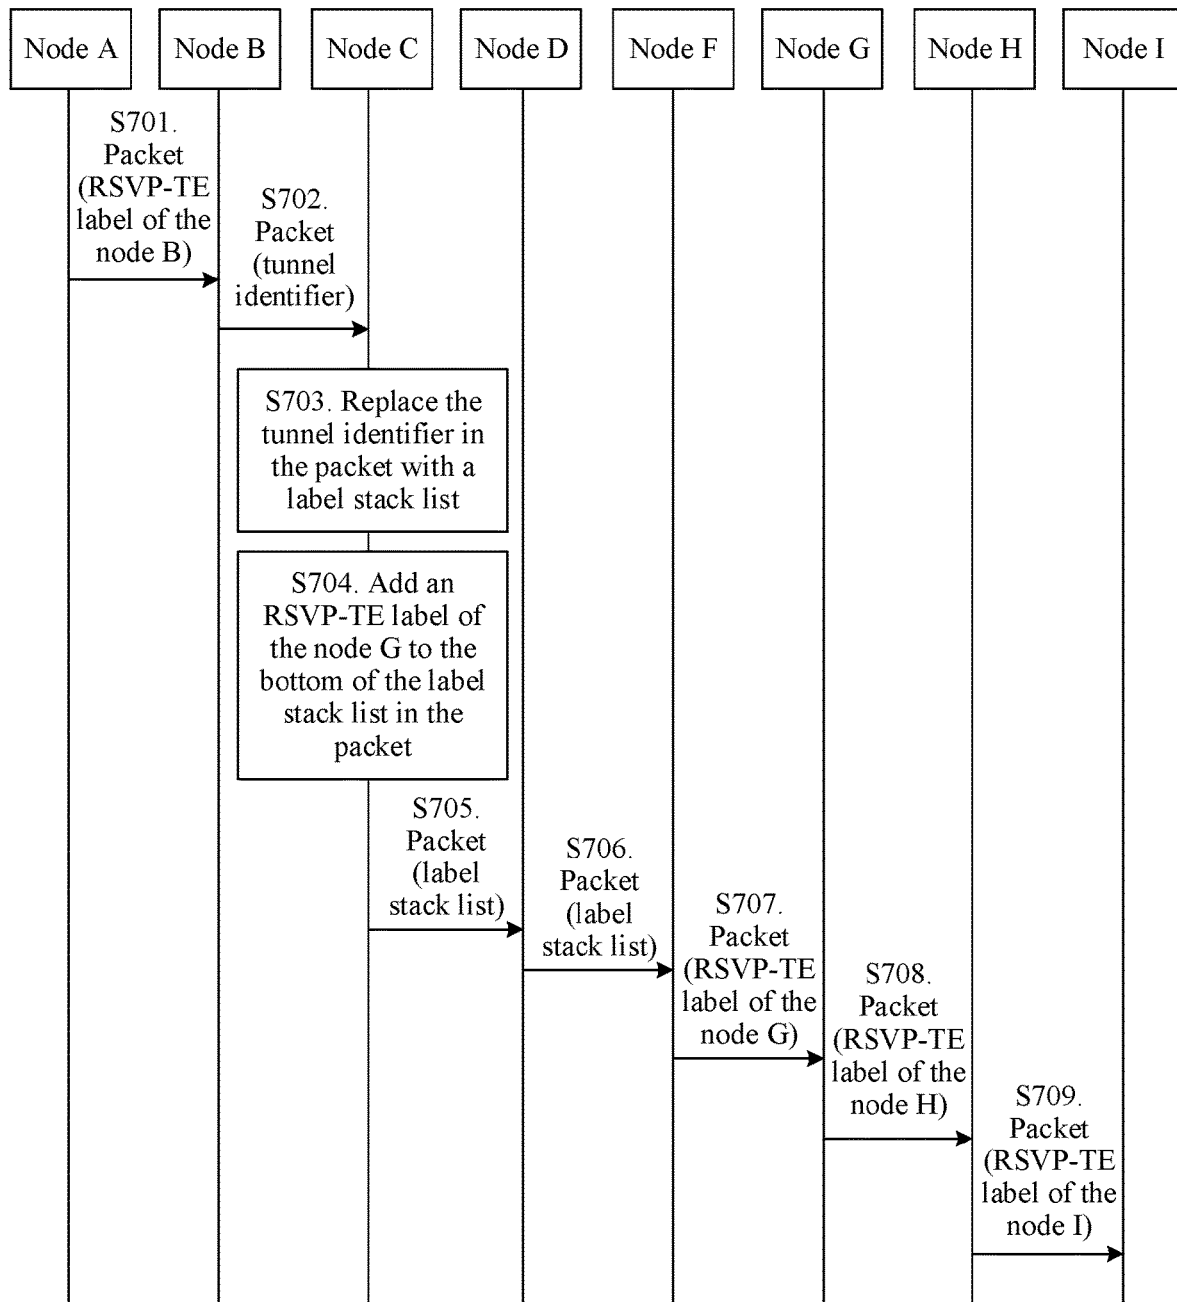 Node A
Node B
Node C
Node D
Node F
Node G
Node H
Node I
S701.
Packet
(RSVP-TE
label of the
node B)
S702.
Packet
(tunnel
identifier)
S703. Replace the
tunnel identifier in
the packet with a
label stack list
S704. Add an
RSVP-TE label of
the node G to the
bottom of the label
stack list in the
packet
S705.
Packet
(label
stack list)
S706.
Packet
(label
stack list)
S707.
Packet
(RSVP-TE
label of the
node G)
S708.
Packet
(RSVP-TE
label of the
node H)
S709.
Packet
(RSVP-TE
label of the
node I)